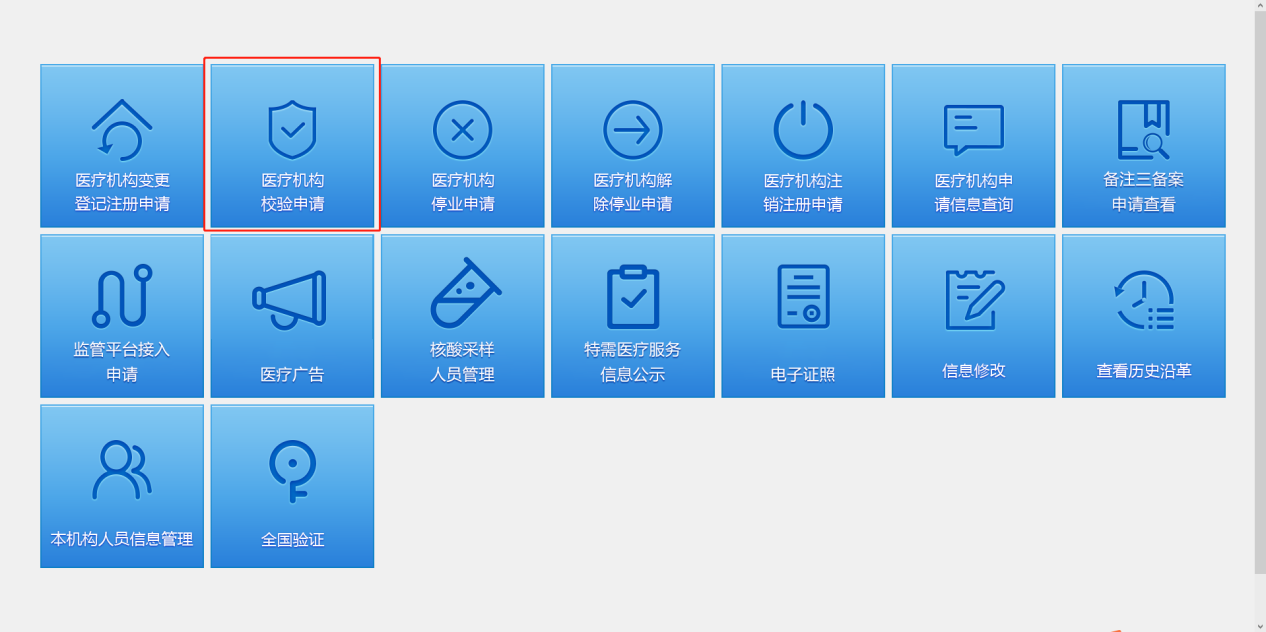 医疗机构变更
登记注册申请
医疗机构
校验申请
医疗机构
停业申请
医疗机构解
除停业申请
医疗机构注
销注册申请
医疗机构申
请信息查询
备注三备案
申请查看
监管平台接入
申请
医疗广告
核酸采样
人员管理
特需医疗服务
信息公示
电子证照
信息修改
查看历史沿革
本机构人员信息管理
全国验证